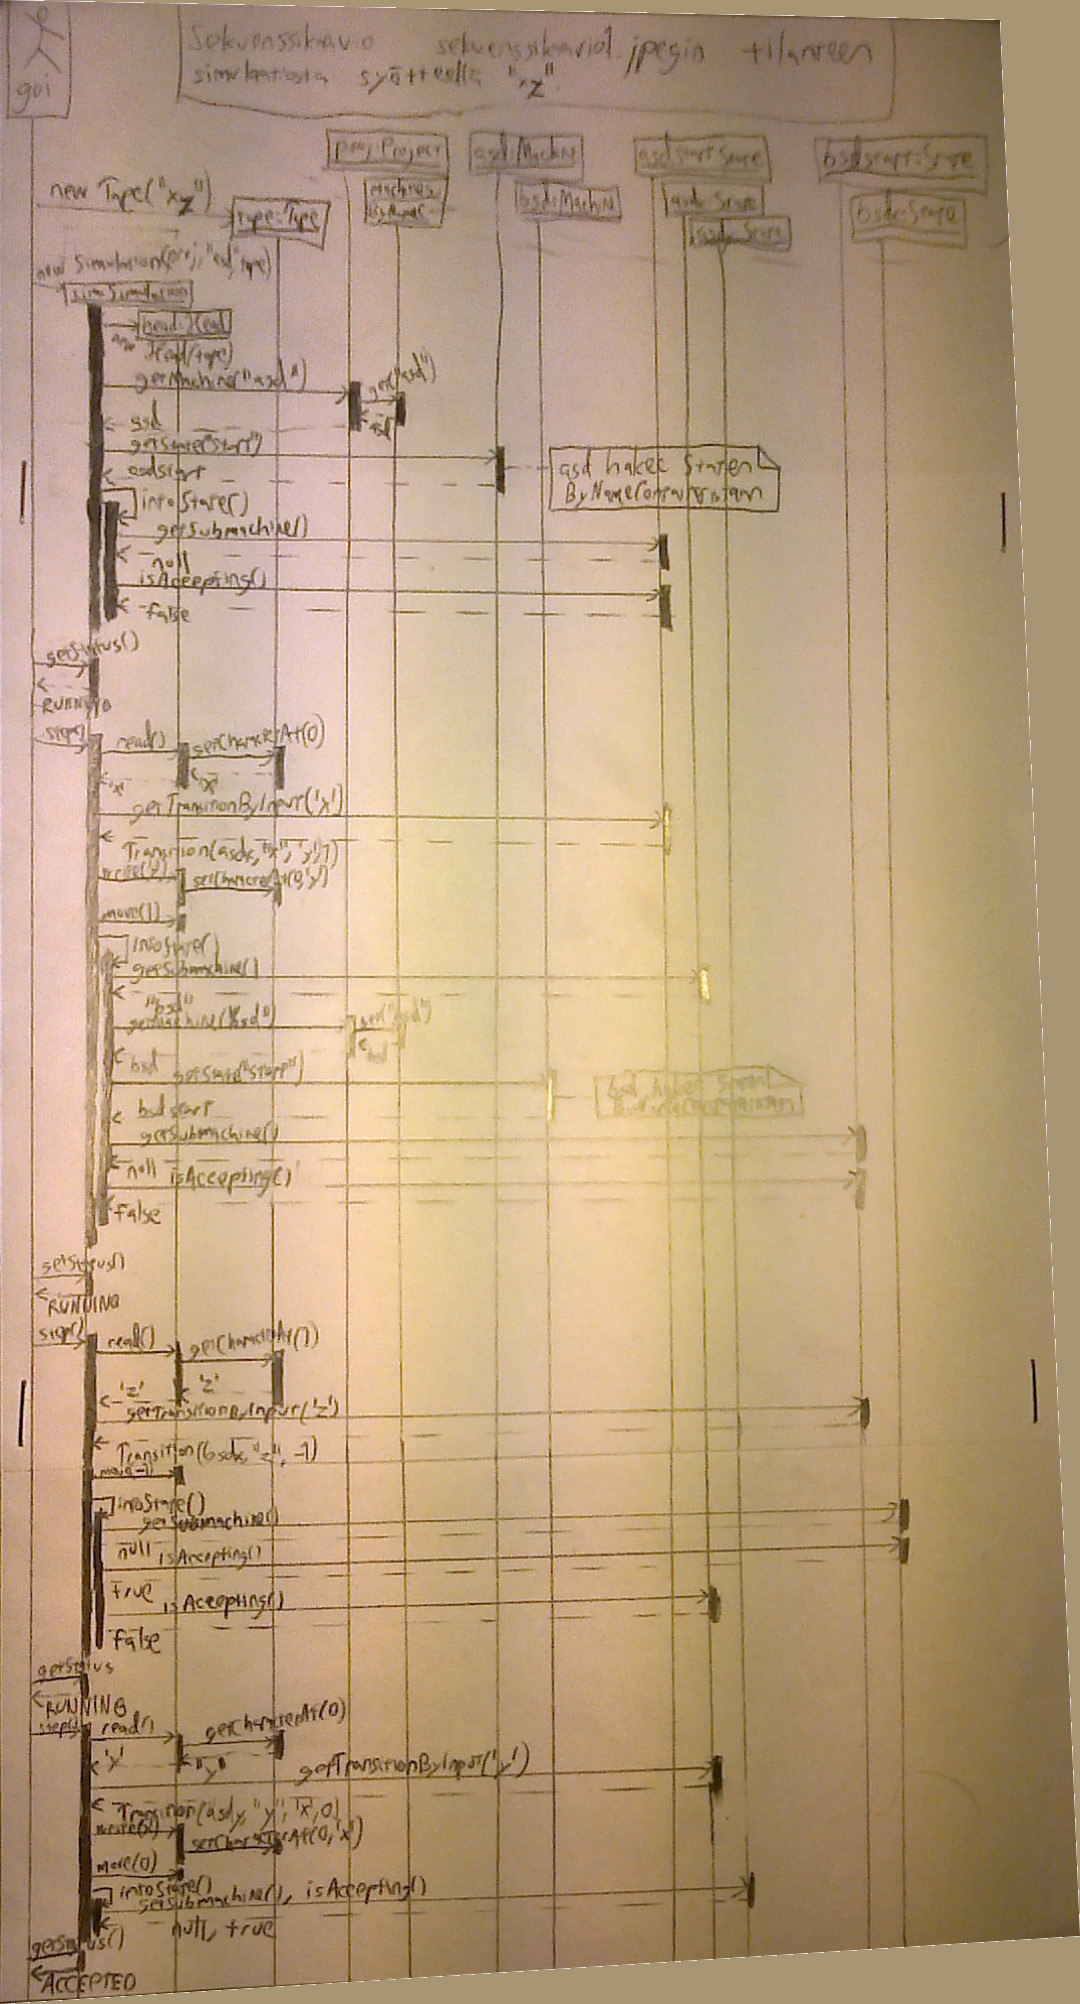 gui
Sekvenssikaavio sekvenssikaavio1.jpegin tilanteen
simulaatiosta syötteellä "xz"
proj:Project
asd:Machine
asdstart:State
bsdstart:State
machines
bsd:Machine
asdx:State
bsdx:State
asdy:State
new Tape("xz")
tape:Tape
new Simulation(proj, "asd", tape)
sim:Simulation
head:Head
new Head(tape)
getMachine("asd")
get("asd")
asd
asd
getState("start")
asdstart
asd hakee Staten
ByNameContaineristaan
intoState()
getSubmachine()
null
isAccepting()
false
getStatus()
RUNNING
step()
read()
getCharacterAt(0)
'x'
'x'
getTransitionByInput('x')
Transition(asdx, "x", 'y', 1)
write('y')
setCharacterAt(0,'y')
move(1)
intoState()
getSubmachine()
"bsd"
getMachine("bsd")
get("bsd")
bsd
bsd
getState("start")
bsd hakee Staten
bsdstart
getSubmachine()
null
isAccepting()
false
getStatus()
RUNNING
step()
read()
getCharacterAt(1)
'z'
'z'
getTransitionByInput('z')
Transition(bsdx, "z", -1)
move(-1)
intoState()
getSubmachine()
null
isAccepting()
true
isAccepting()
false
getStatus
RUNNING
step()
read()
getCharacterAt(0)
'y'
"y"
getTransitionByInput('y')
Transition(asdy, "y", 'x', 0)
write('x')
setCharacterAt(0,'x')
move(0)
intoState()
getSubmachine(), isAccepting()
null, true
getStatus()
ACCEPTED